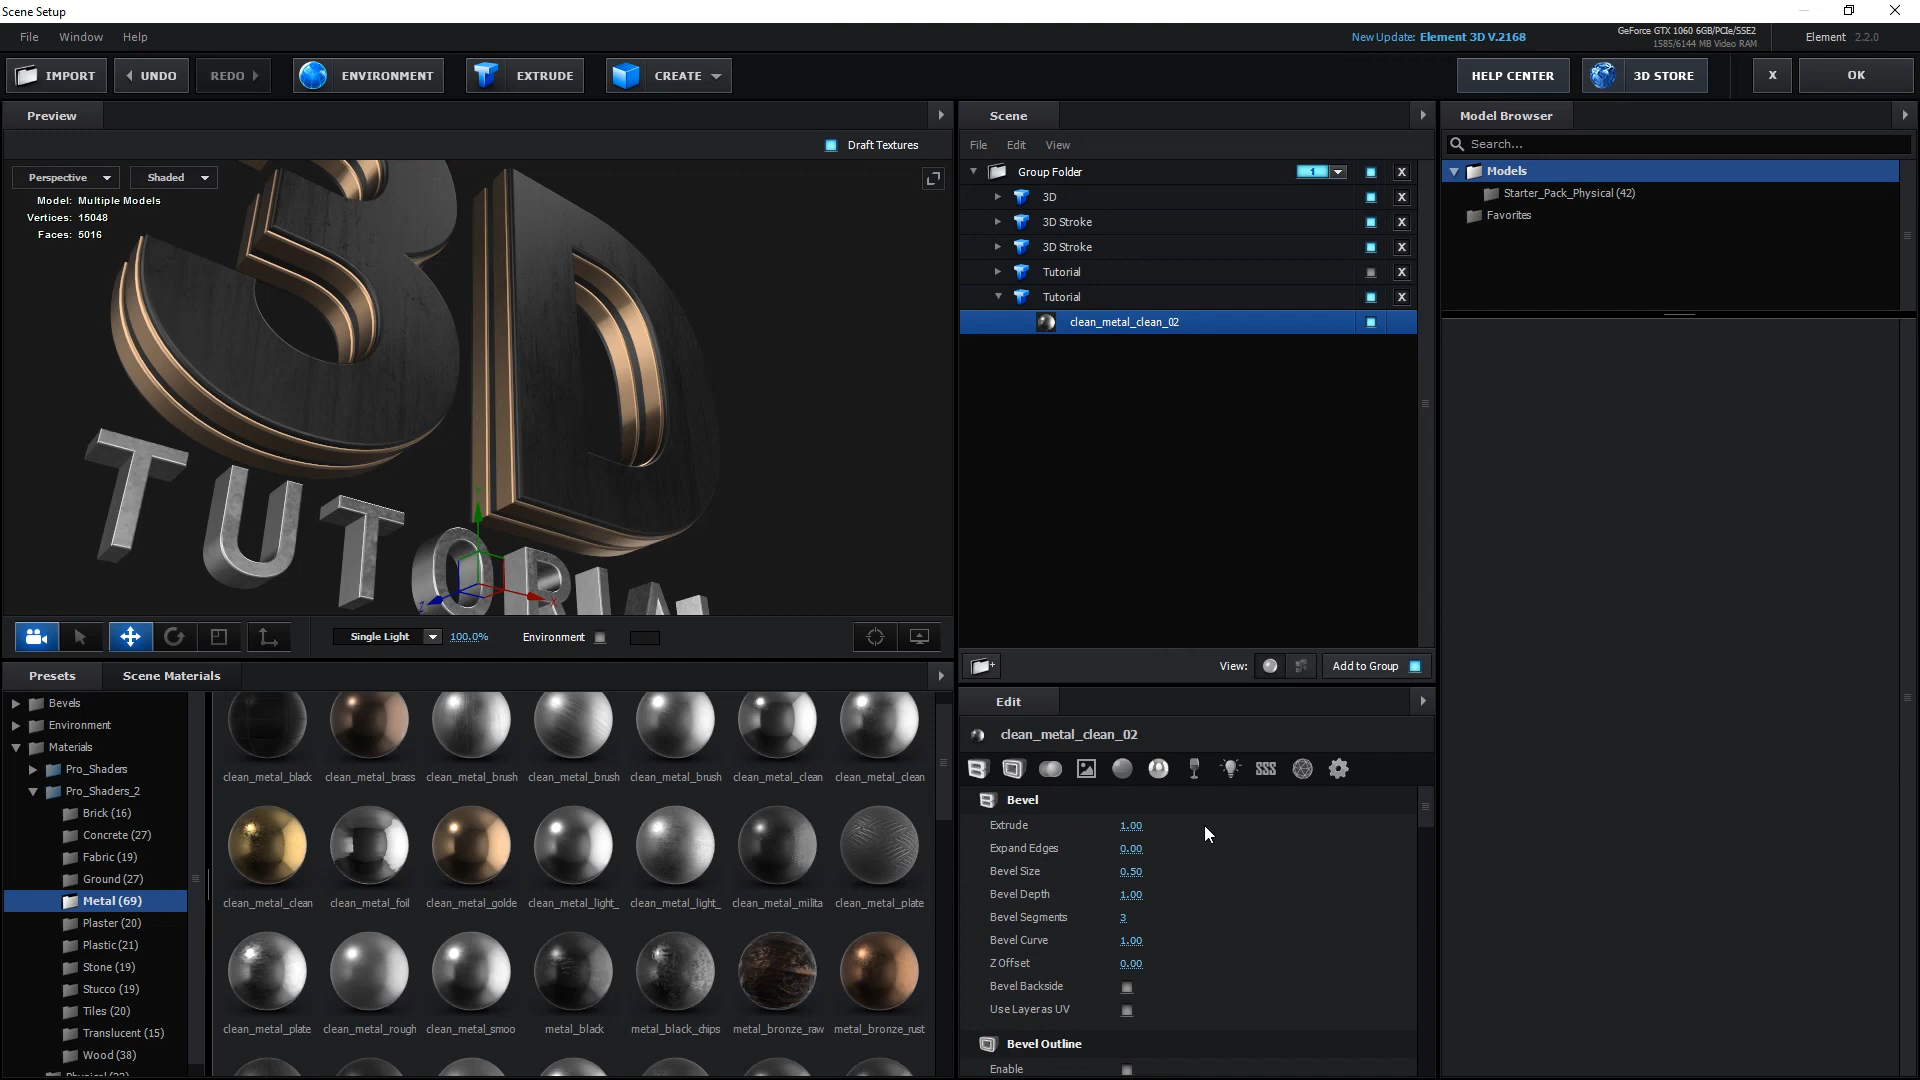 Scene Setup
File Window Help
New Update: Element 3D V.2168
GeForce GTX 1060 6GB/PCIe/SSE2
1585/6144 MB Video RAM
Element 2.2.0
IMPORT UNDO REDO ENVIRONMENT EXTRUDE CREATE HELP CENTER 3D STORE X OK
Preview
Draft Textures
Perspective Shaded
Model: Multiple Models
Vertices: 15048
Faces: 5016
3D
TUTORIAL
Y
Z
X
Single Light 100.0% Environment
Scene
File Edit View
Group Folder 1 X
3D X
3D Stroke X
3D Stroke X
Tutorial X
Tutorial X
clean_metal_clean_02
View: Add to Group
Model Browser
Search...
Models
Starter_Pack_Physical (42)
Favorites
Presets Scene Materials
Bevels
Environment
Materials
Pro_Shaders
Pro_Shaders_2
Brick (16)
Concrete (27)
Fabric (19)
Ground (27)
Metal (69)
Plaster (20)
Plastic (21)
Stone (19)
Stucco (19)
Tiles (20)
Translucent (15)
Wood (38)
clean_metal_black clean_metal_brass clean_metal_brush clean_metal_brush clean_metal_brush clean_metal_clean clean_metal_clean
clean_metal_clean clean_metal_foil clean_metal_golde clean_metal_light_ clean_metal_light_ clean_metal_milita clean_metal_plate
clean_metal_plate clean_metal_rough clean_metal_smoo metal_black metal_black_chips metal_bronze_raw metal_bronze_rust
Edit
clean_metal_clean_02
SSS
Bevel
Extrude 1.00
Expand Edges 0.00
Bevel Size 0.50
Bevel Depth 1.00
Bevel Segments 3
Bevel Curve 1.00
Z Offset 0.00
Bevel Backside
Use Layer as UV
Bevel Outline
Enable